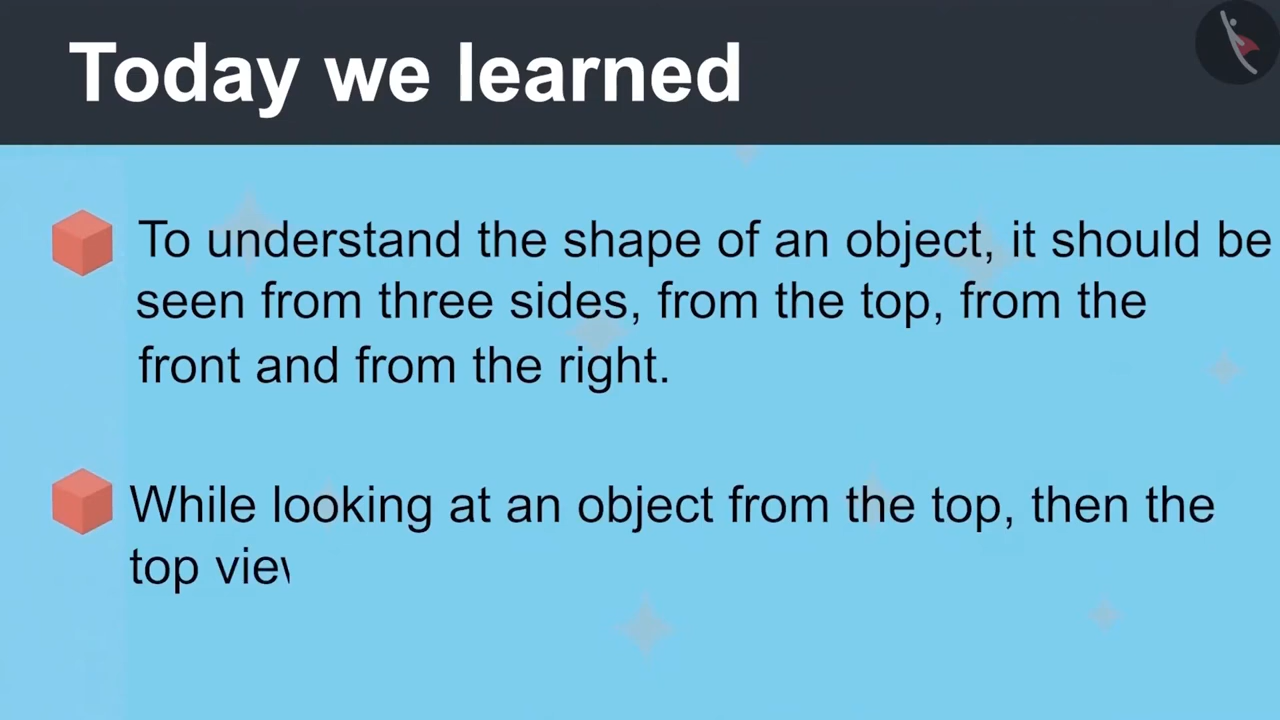 Today we learned
To understand the shape of an object, it should be
seen from three sides, from the top, from the
front and from the right.
While looking at an object from the top, then the
top